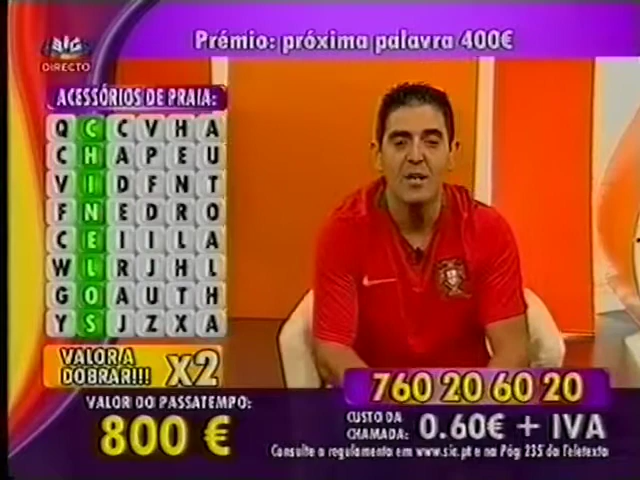 Prémio: próxima palavra 400€
SIC
DIRECTO
ACESSÓRIOS DE PRAIA:
Q C C V H A
C H A P E U
V I D F N T
F N E D R O
C E I I L A
W L R J H L
G O A U T H
Y S J Z X A
VALOR A
DOBRAR!!! X2
VALOR DO PASSATEMPO:
800 €
760 20 60 20
CUSTO DA
CHAMADA: 0.60€ + IVA
Consulte o regulamento em www.sic.pt e na Pág 235 do Teletexto